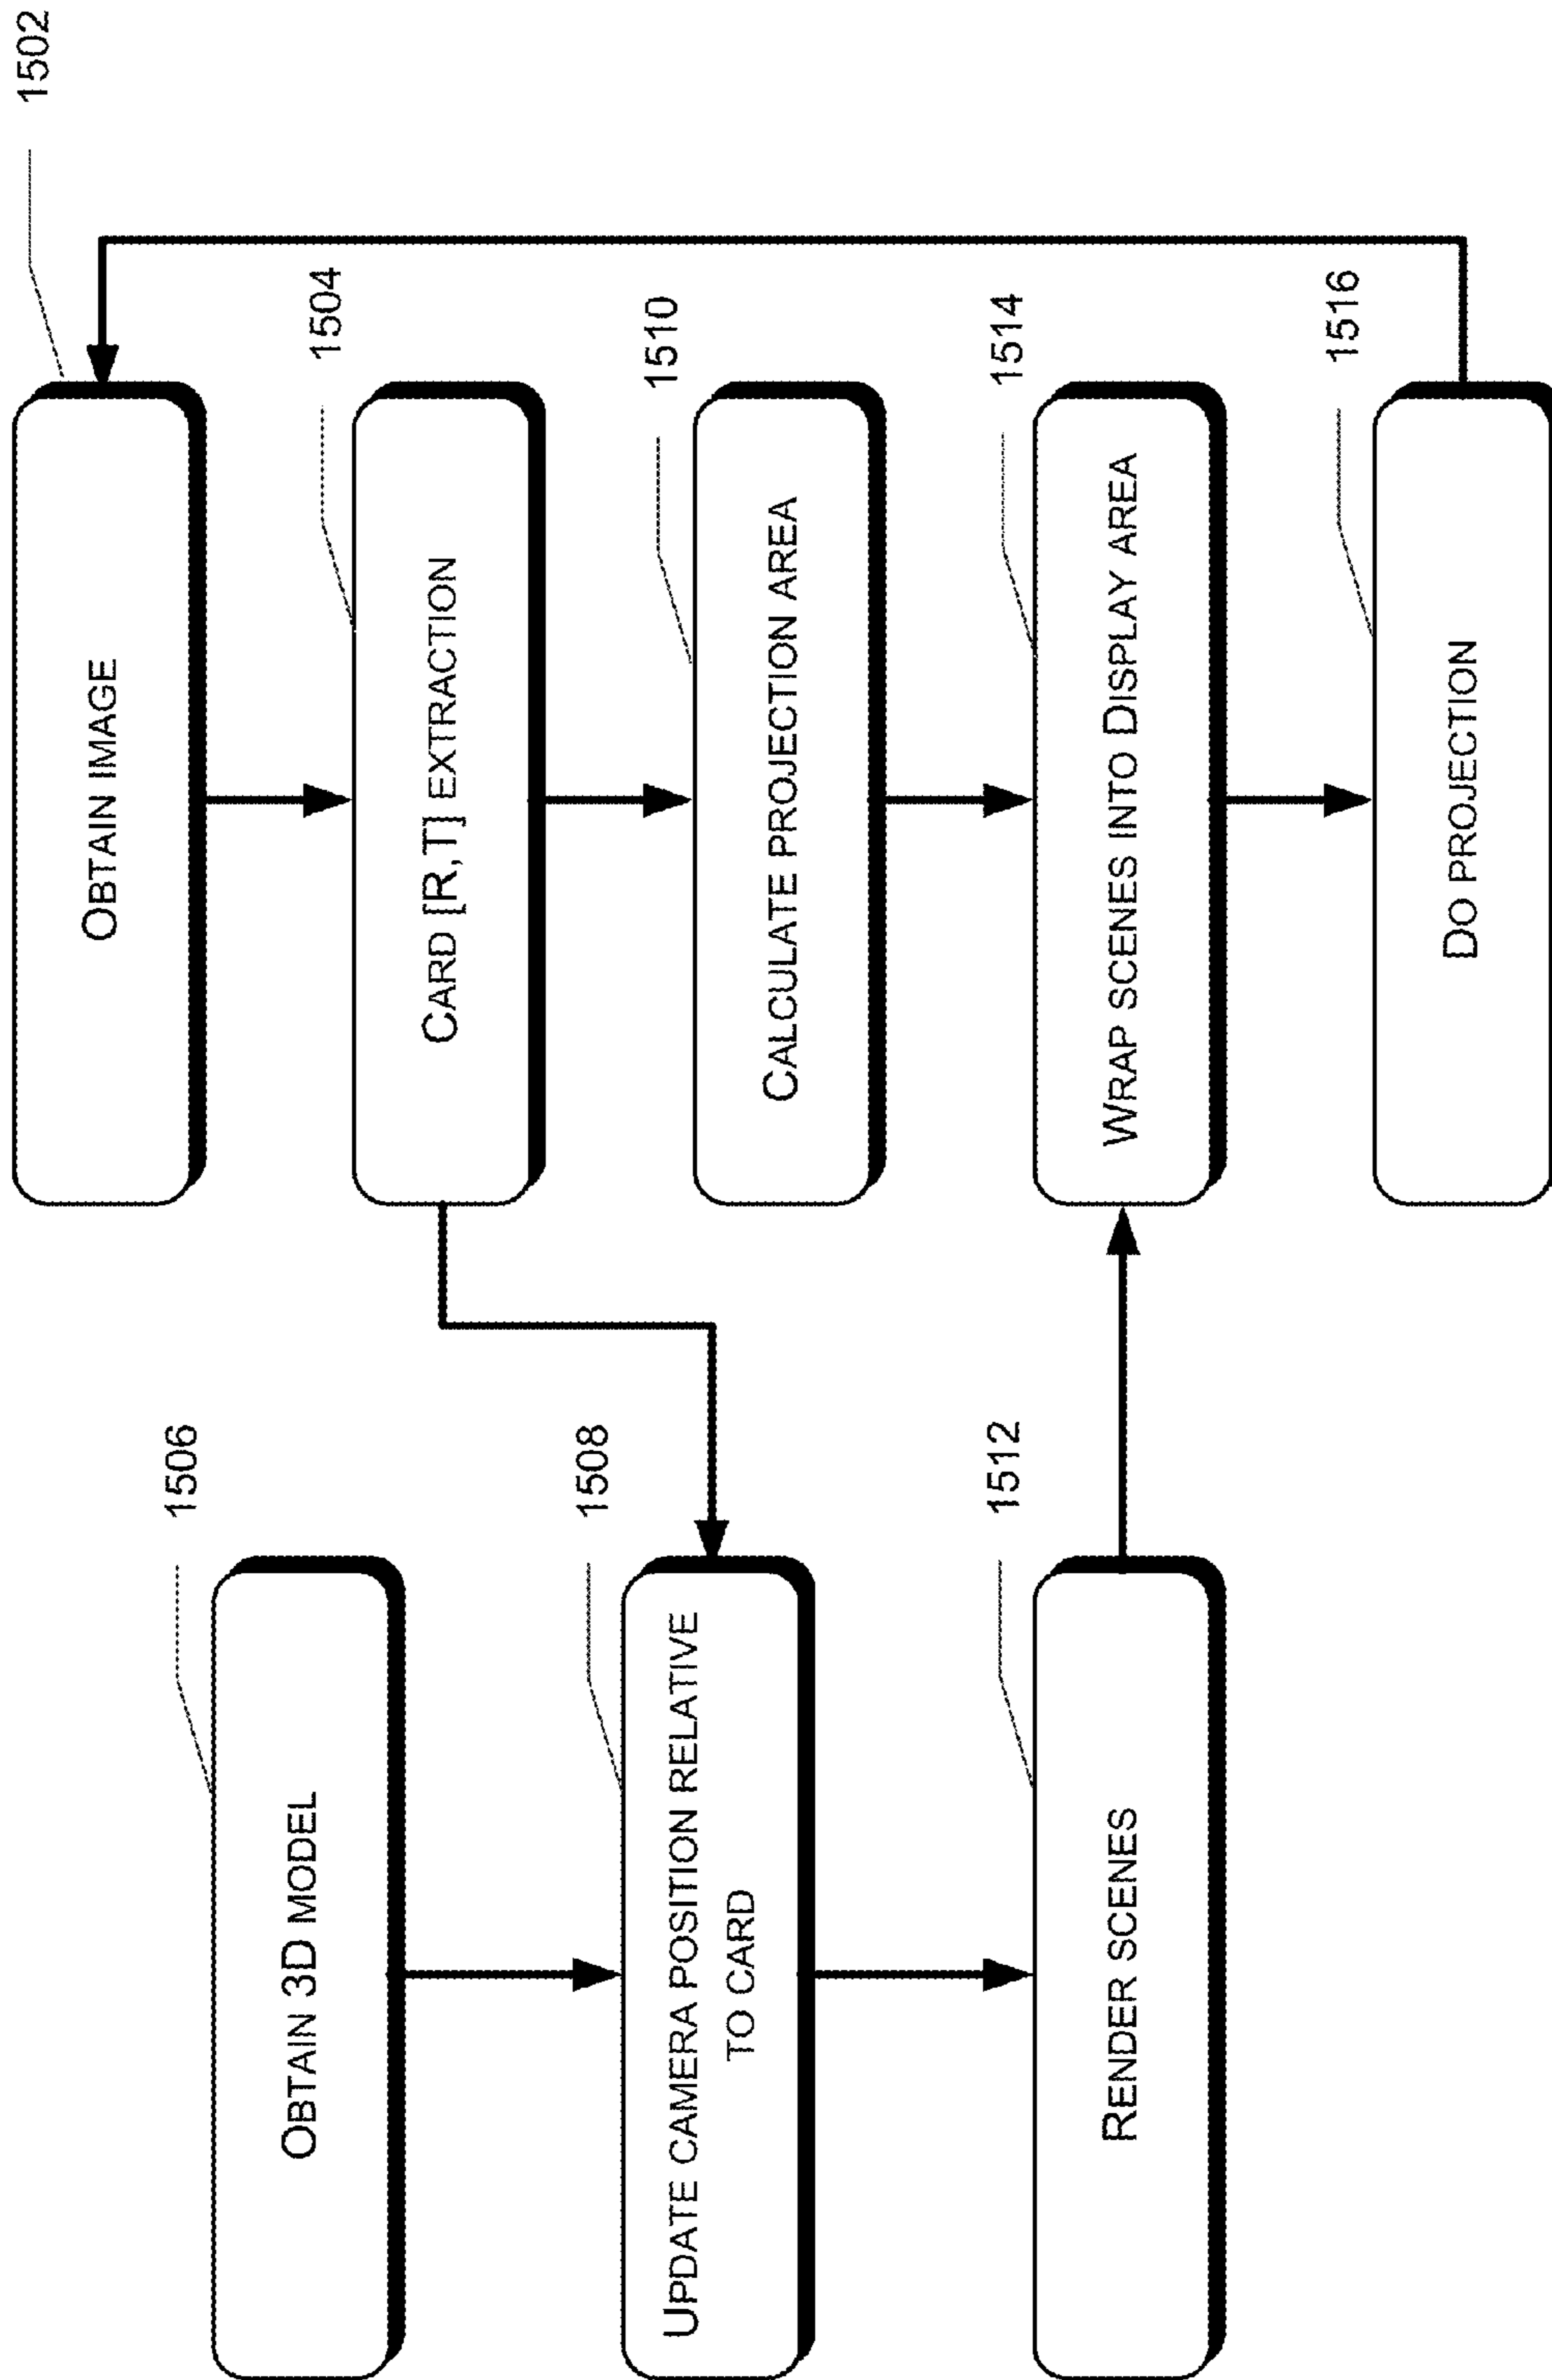 1502
OBTAIN IMAGE
1504
CARD [R,T] EXTRACTION
1506
OBTAIN 3D MODEL
1508
UPDATE CAMERA POSITION RELATIVE
TO CARD
1510
CALCULATE PROJECTION AREA
1512
RENDER SCENES
1514
WRAP SCENES INTO DISPLAY AREA
1516
DO PROJECTION